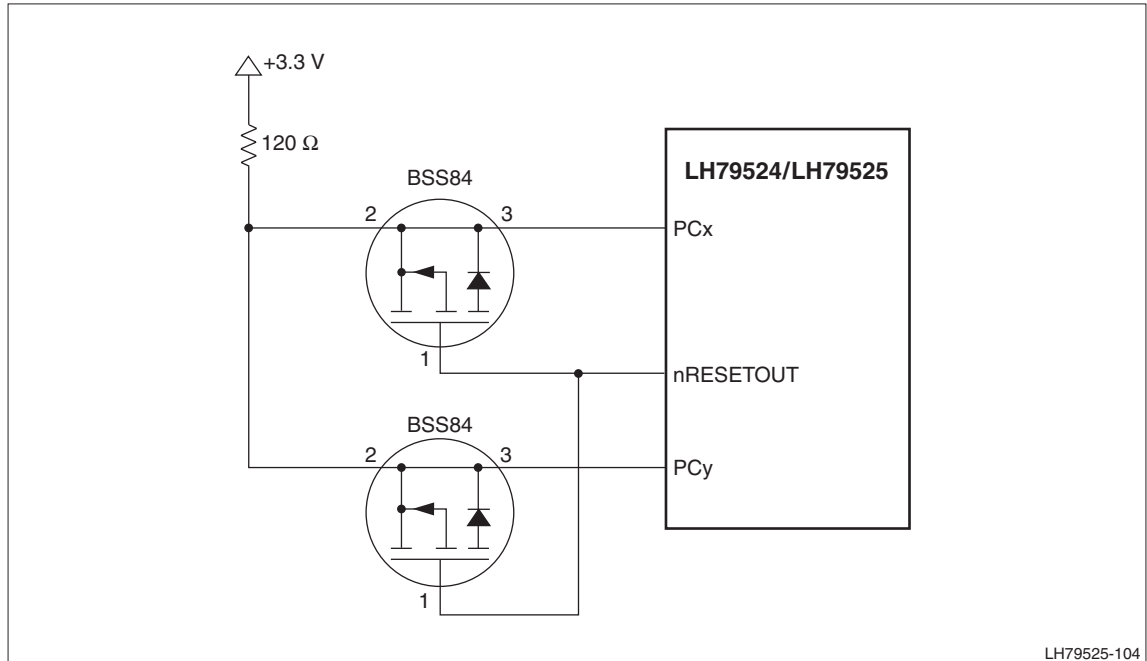 +3.3 V
120 Ω
BSS84
2
3
1
LH79524/LH79525
PCx
nRESETOUT
PCy
BSS84
2
3
1
LH79525-104